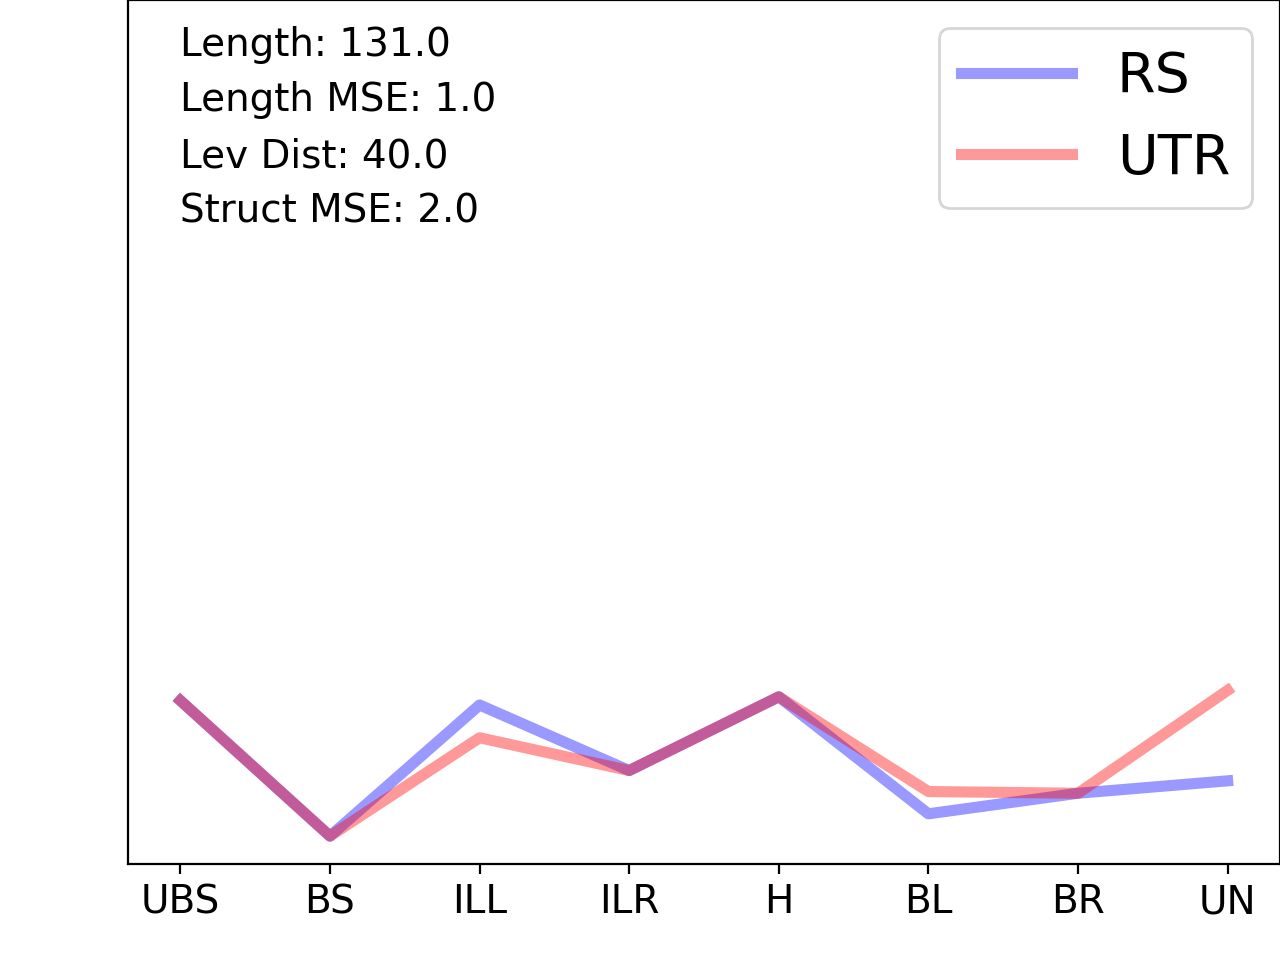 Length: 131.0
Length MSE: 1.0
Lev Dist: 40.0
Struct MSE: 2.0
RS
UTR
UBS BS ILL ILR H BL BR UN